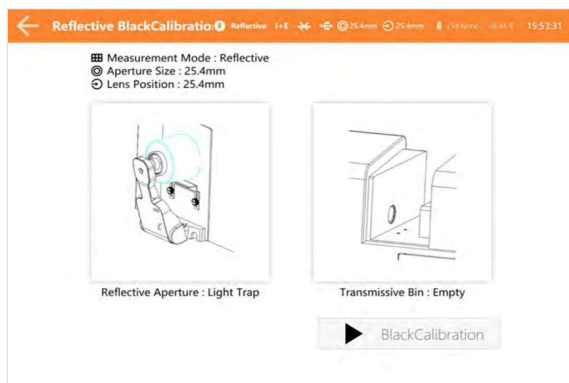 Reflective BlackCalibratio Reflective I+E 25.4mm 25.4mm 15:53:31
Measurement Mode : Reflective
Aperture Size : 25.4mm
Lens Position : 25.4mm
Reflective Aperture : Light Trap
Transmissive Bin : Empty
BlackCalibration